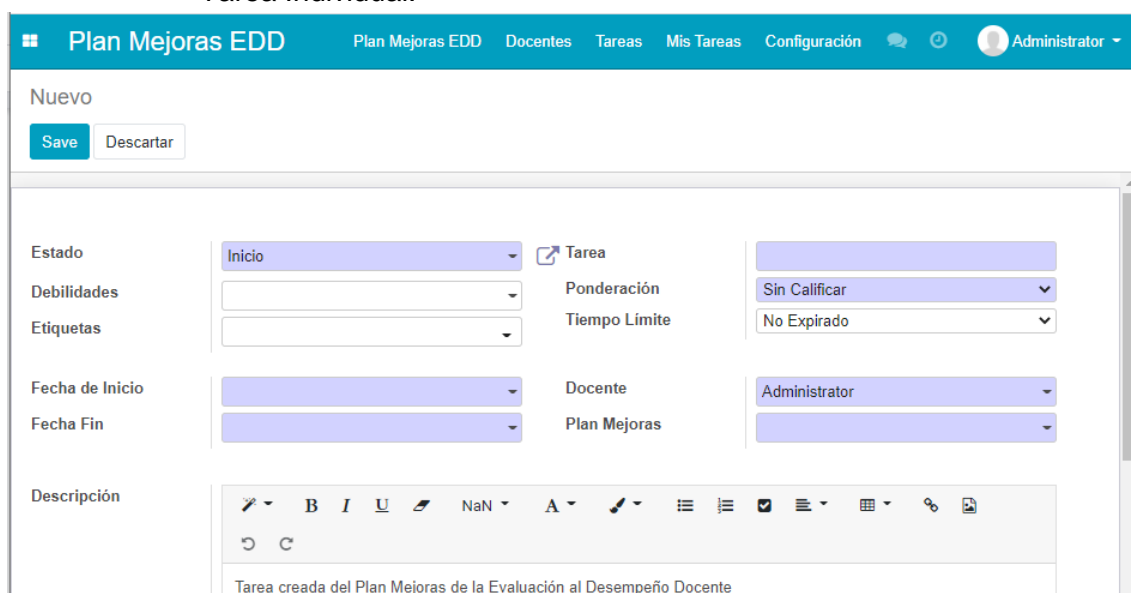 Tarea Individual.
Plan Mejoras EDD Plan Mejoras EDD Docentes Tareas Mis Tareas Configuración Administrator
Nuevo
Save Descartar
Estado Inicio Tarea
Debilidades Ponderación Sin Calificar
Etiquetas Tiempo Límite No Expirado
Fecha de Inicio Docente Administrator
Fecha Fin Plan Mejoras
Descripción B I U NaN A
Tarea creada del Plan Mejoras de la Evaluación al Desempeño Docente